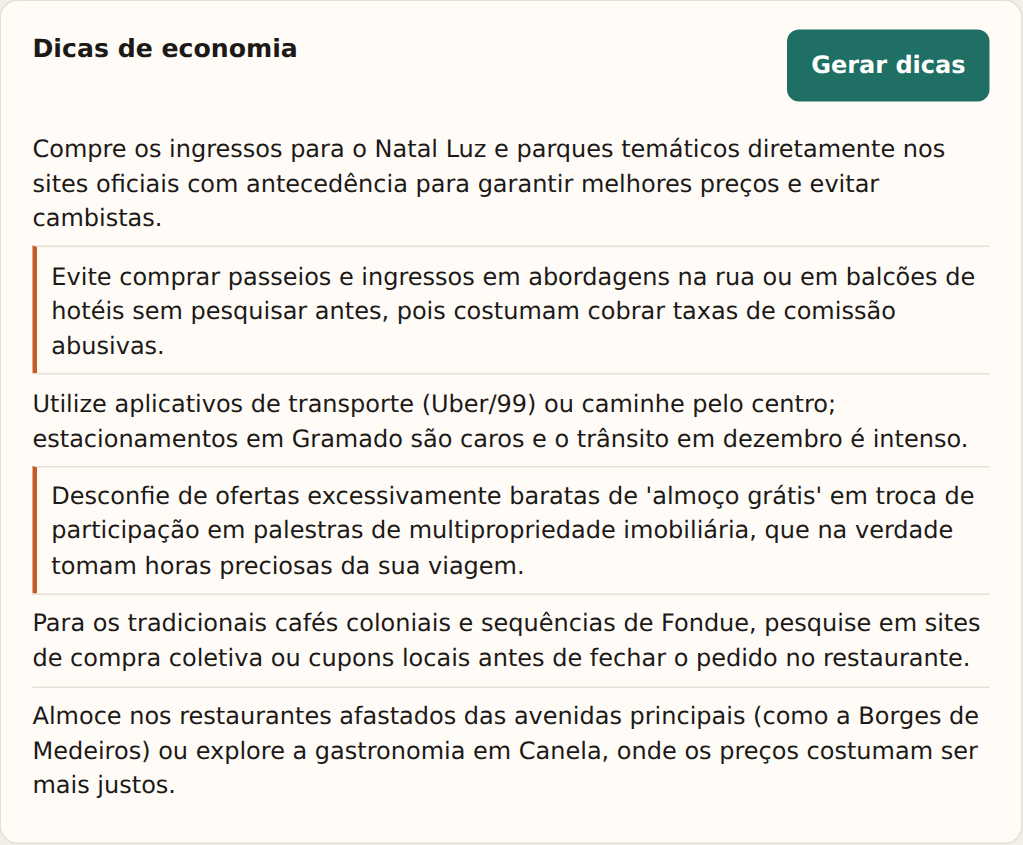 Dicas de economia
Gerar dicas
Compre os ingressos para o Natal Luz e parques temáticos diretamente nos
sites oficiais com antecedência para garantir melhores preços e evitar
cambistas.
Evite comprar passeios e ingressos em abordagens na rua ou em balcões de
hotéis sem pesquisar antes, pois costumam cobrar taxas de comissão
abusivas.
Utilize aplicativos de transporte (Uber/99) ou caminhe pelo centro;
estacionamentos em Gramado são caros e o trânsito em dezembro é intenso.
Desconfie de ofertas excessivamente baratas de 'almoço grátis' em troca de
participação em palestras de multipropriedade imobiliária, que na verdade
tomam horas preciosas da sua viagem.
Para os tradicionais cafés coloniais e sequências de Fondue, pesquise em sites
de compra coletiva ou cupons locais antes de fechar o pedido no restaurante.
Almoce nos restaurantes afastados das avenidas principais (como a Borges de
Medeiros) ou explore a gastronomia em Canela, onde os preços costumam ser
mais justos.